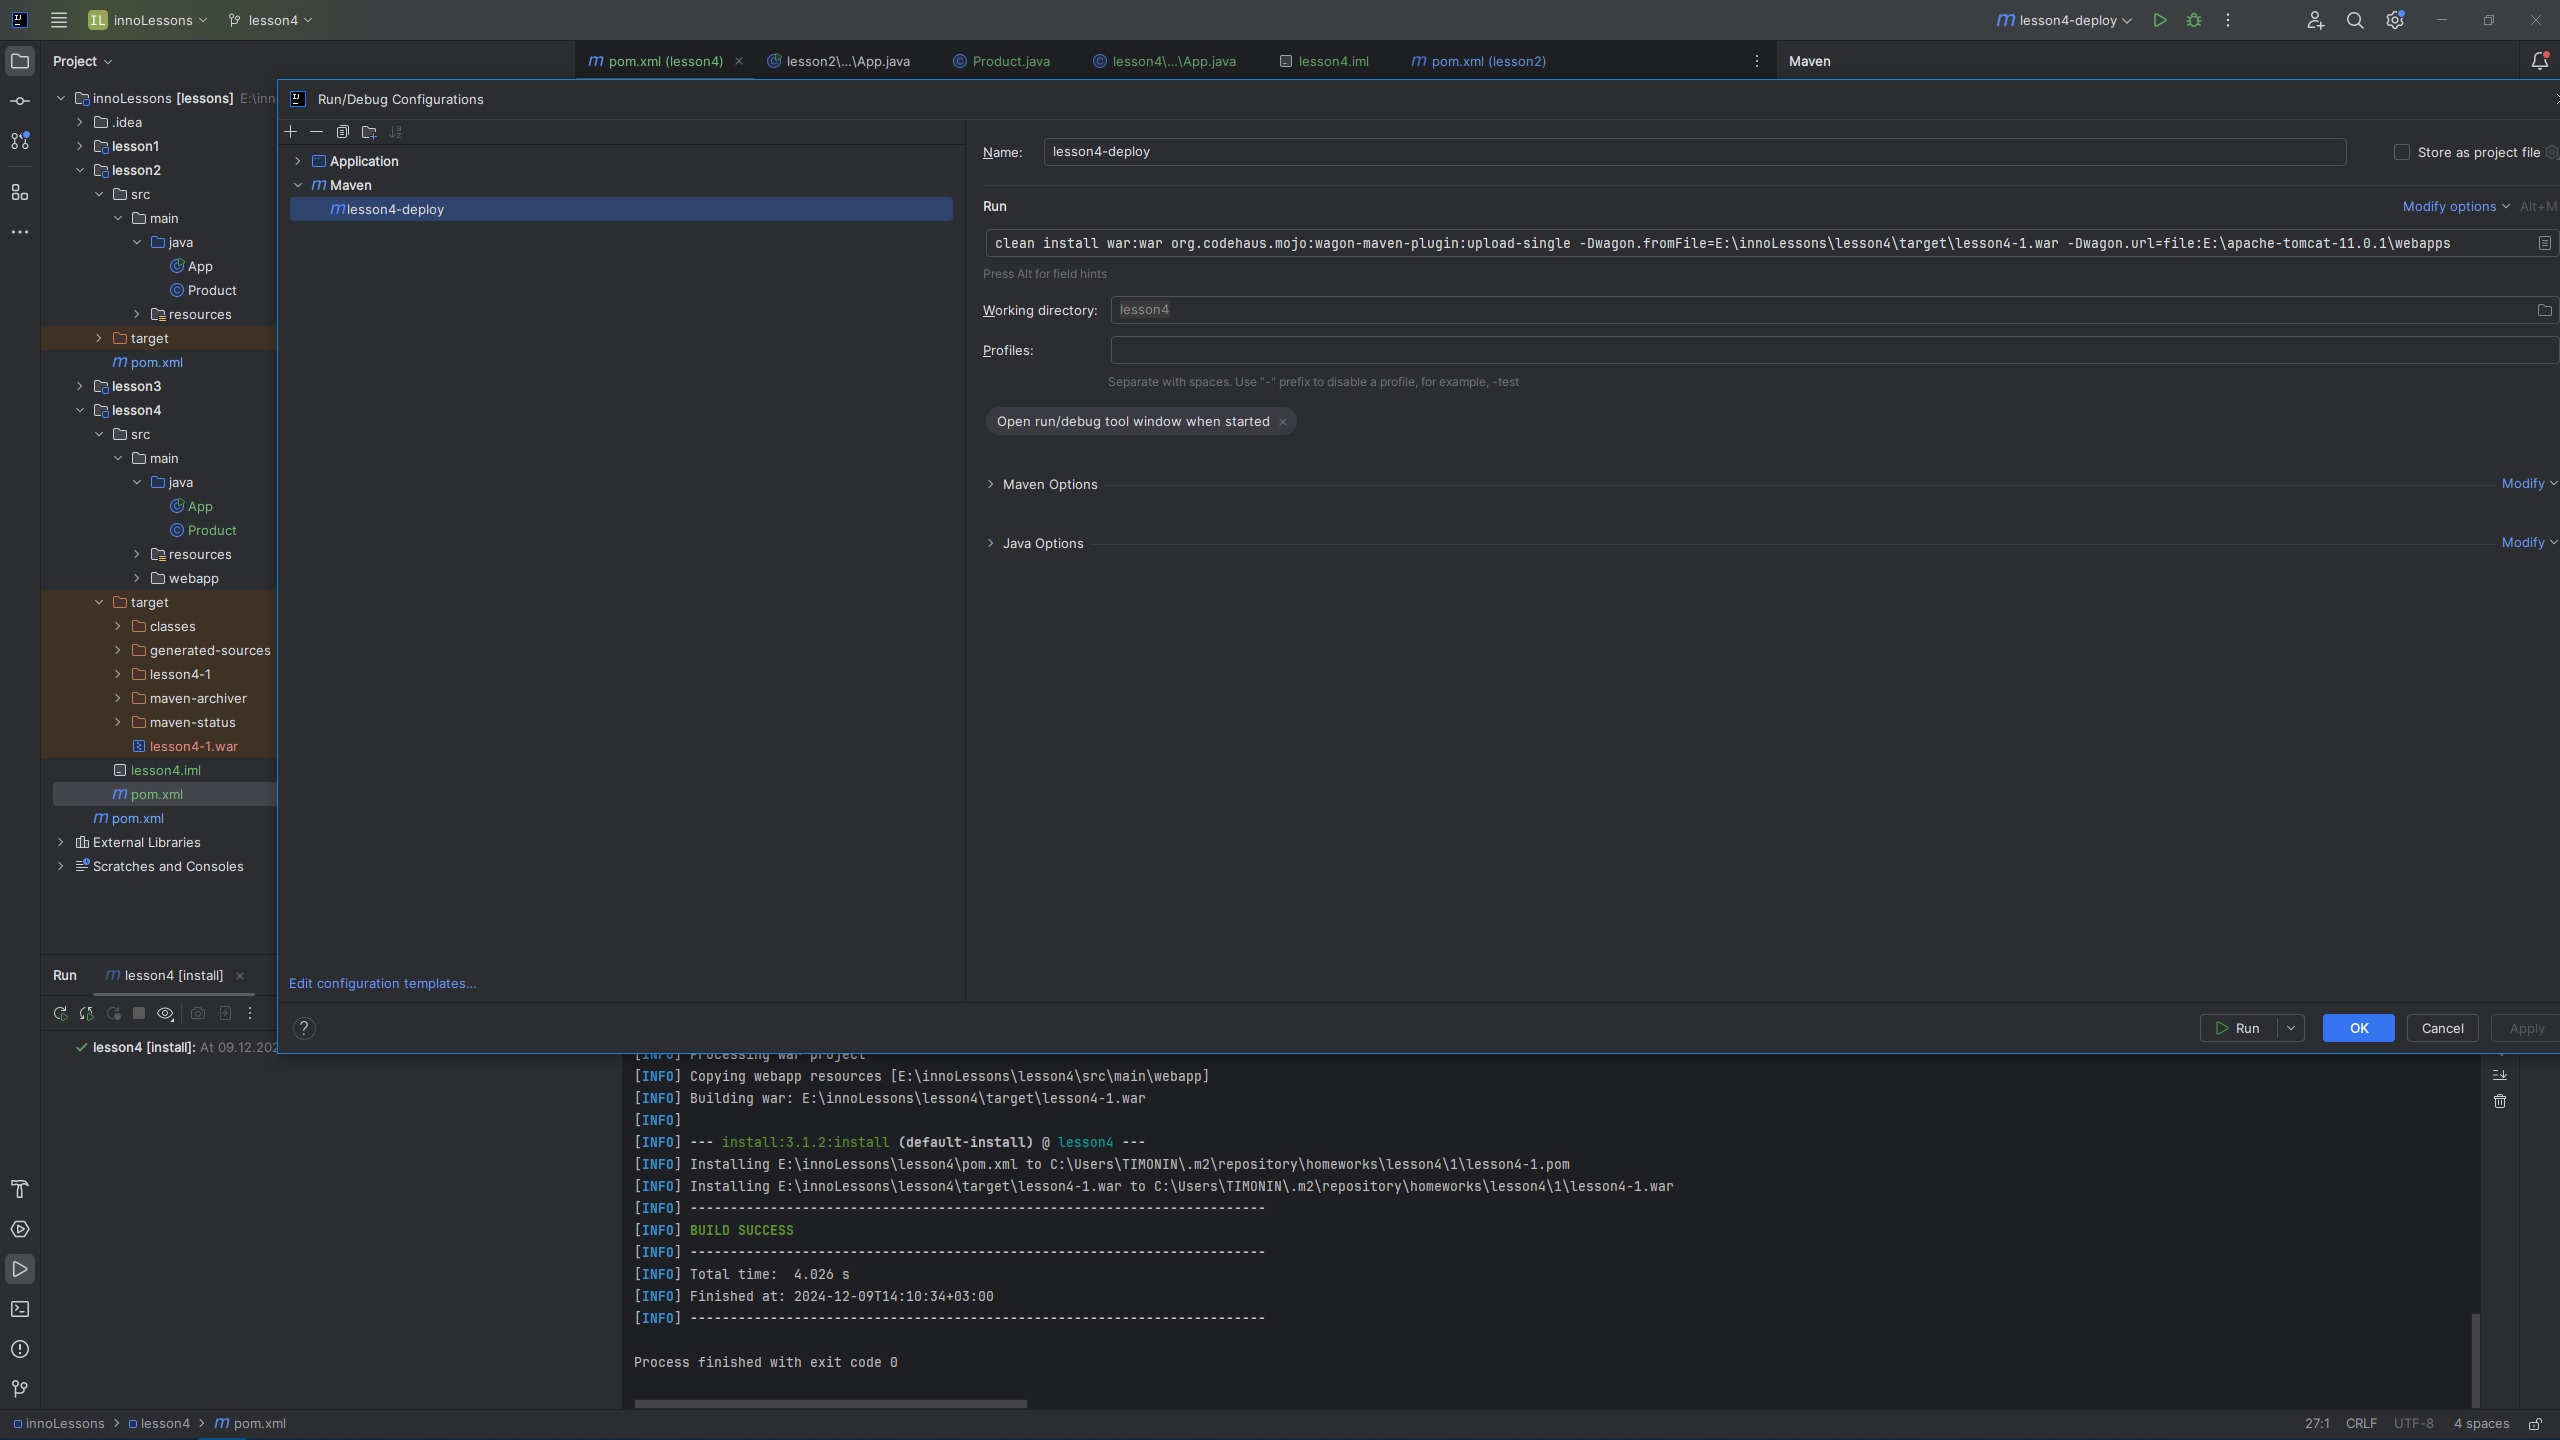 innoLessons
lesson4
lesson4-deploy
Project
pom.xml (lesson4)
lesson2\...\App.java
Product.java
lesson4\...\App.java
lesson4.iml
pom.xml (lesson2)
Maven
innoLessons [lessons] E:\inn
.idea
lesson1
lesson2
src
main
java
App
Product
resources
target
pom.xml
lesson3
lesson4
src
main
java
App
Product
resources
webapp
target
classes
generated-sources
lesson4-1
maven-archiver
maven-status
lesson4-1.war
lesson4.iml
pom.xml
pom.xml
External Libraries
Scratches and Consoles
Run/Debug Configurations
Application
Maven
lesson4-deploy
Edit configuration templates...
Name: lesson4-deploy
Store as project file
Run
Modify options Alt+M
clean install war:war org.codehaus.mojo:wagon-maven-plugin:upload-single -Dwagon.fromFile=E:\innoLessons\lesson4\target\lesson4-1.war -Dwagon.url=file:E:\apache-tomcat-11.0.1\webapps
Press Alt for field hints
Working directory: lesson4
Profiles:
Separate with spaces. Use "-" prefix to disable a profile, for example, -test
Open run/debug tool window when started
Maven Options
Modify
Java Options
Modify
Run
OK
Cancel
Apply
Run
lesson4 [install]
lesson4 [install]: At 09.12.202
[INFO] Processing war project
[INFO] Copying webapp resources [E:\innoLessons\lesson4\src\main\webapp]
[INFO] Building war: E:\innoLessons\lesson4\target\lesson4-1.war
[INFO]
[INFO] --- install:3.1.2:install (default-install) @ lesson4 ---
[INFO] Installing E:\innoLessons\lesson4\pom.xml to C:\Users\TIMONIN\.m2\repository\homeworks\lesson4\1\lesson4-1.pom
[INFO] Installing E:\innoLessons\lesson4\target\lesson4-1.war to C:\Users\TIMONIN\.m2\repository\homeworks\lesson4\1\lesson4-1.war
[INFO] ------------------------------------------------------------------------
[INFO] BUILD SUCCESS
[INFO] ------------------------------------------------------------------------
[INFO] Total time:  4.026 s
[INFO] Finished at: 2024-12-09T14:10:34+03:00
[INFO] ------------------------------------------------------------------------
Process finished with exit code 0
innoLessons > lesson4 > pom.xml
27:1 CRLF UTF-8 4 spaces